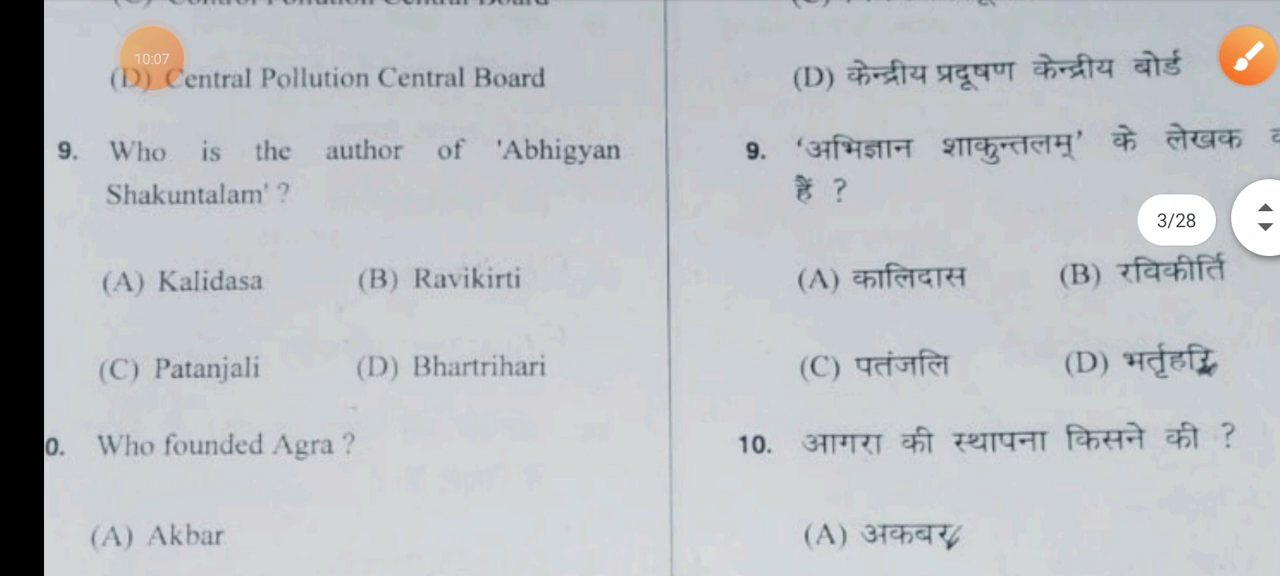 (D) Central Pollution Central Board
9. Who is the author of 'Abhigyan
Shakuntalam' ?
(A) Kalidasa (B) Ravikirti
(C) Patanjali (D) Bhartrihari
0. Who founded Agra ?
(A) Akbar
(D) केन्द्रीय प्रदूषण केन्द्रीय बोर्ड
9. 'अभिज्ञान शाकुन्तलम्' के लेखक
हैं ?
(A) कालिदास (B) रविकीर्ति
(C) पतंजलि (D) भर्तृहरि
10. आगरा की स्थापना किसने की ?
(A) अकबर
10:07
3/28